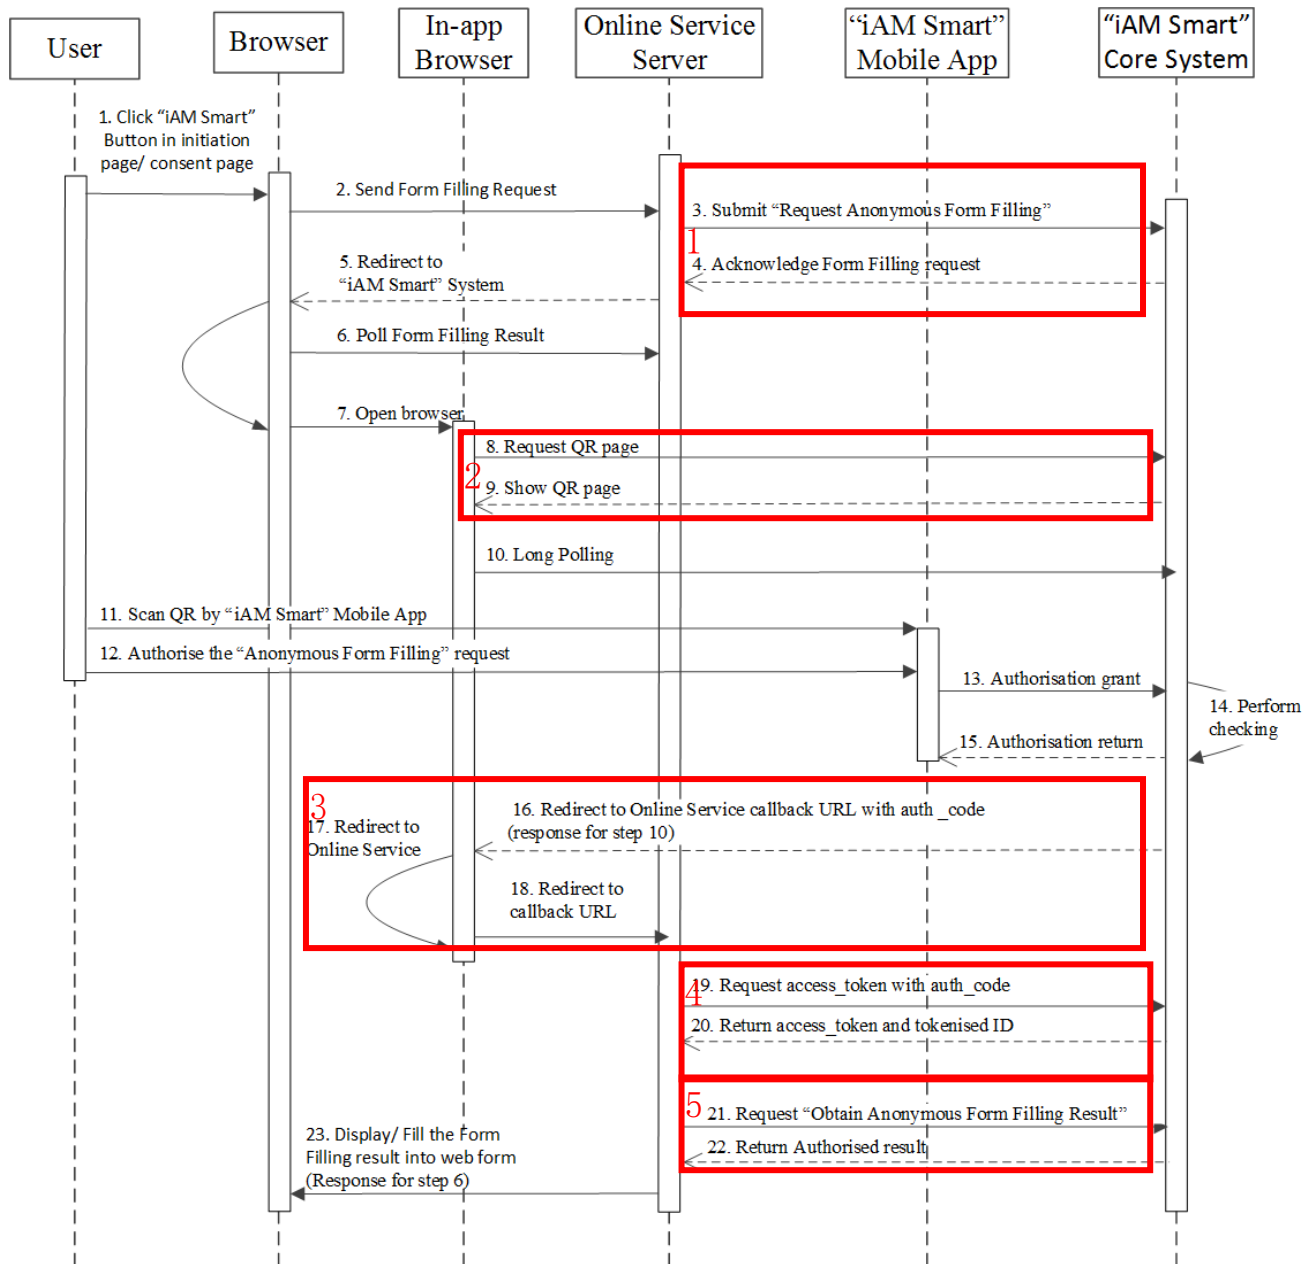 User
Browser
In-app
Browser
Online Service
Server
“iAM Smart”
Mobile App
“iAM Smart”
Core System
1. Click “iAM Smart”
Button in initiation
page/ consent page
2. Send Form Filling Request
3. Submit “Request Anonymous Form Filling”
1
4. Acknowledge Form Filling request
5. Redirect to
“iAM Smart” System
6. Poll Form Filling Result
7. Open browser
8. Request QR page
2
9. Show QR page
10. Long Polling
11. Scan QR by “iAM Smart” Mobile App
12. Authorise the “Anonymous Form Filling” request
13. Authorisation grant
14. Perform
checking
15. Authorisation return
3
16. Redirect to Online Service callback URL with auth _code
(response for step 10)
17. Redirect to
Online Service
18. Redirect to
callback URL
19. Request access_token with auth_code
4
20. Return access_token and tokenised ID
5
21. Request “Obtain Anonymous Form Filling Result”
22. Return Authorised result
23. Display/ Fill the Form
Filling result into web form
(Response for step 6)